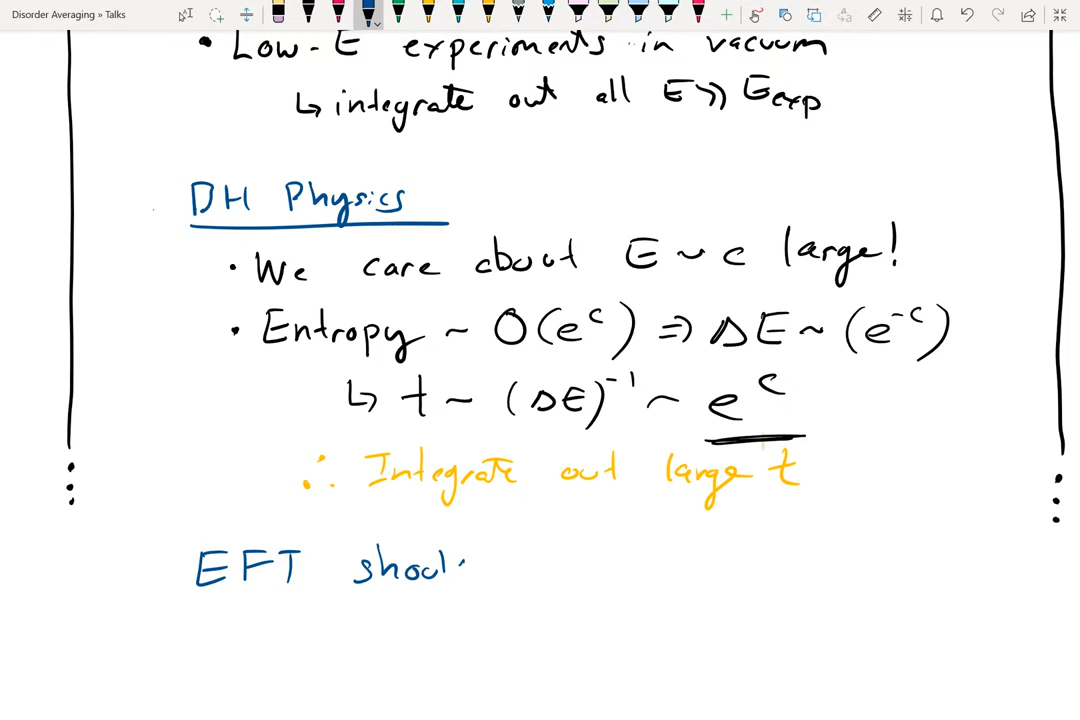 Disorder Averaging » Talks
• Low-E experiments in vacuum
↳ integrate out all E >> Eexp
DH Physics
• We care about E ~ c large!
• Entropy ~ O(e^c) => ΔE ~ (e^-c)
↳ t ~ (ΔE)^-1 ~ e^c
∴ Integrate out large t
EFT shoul